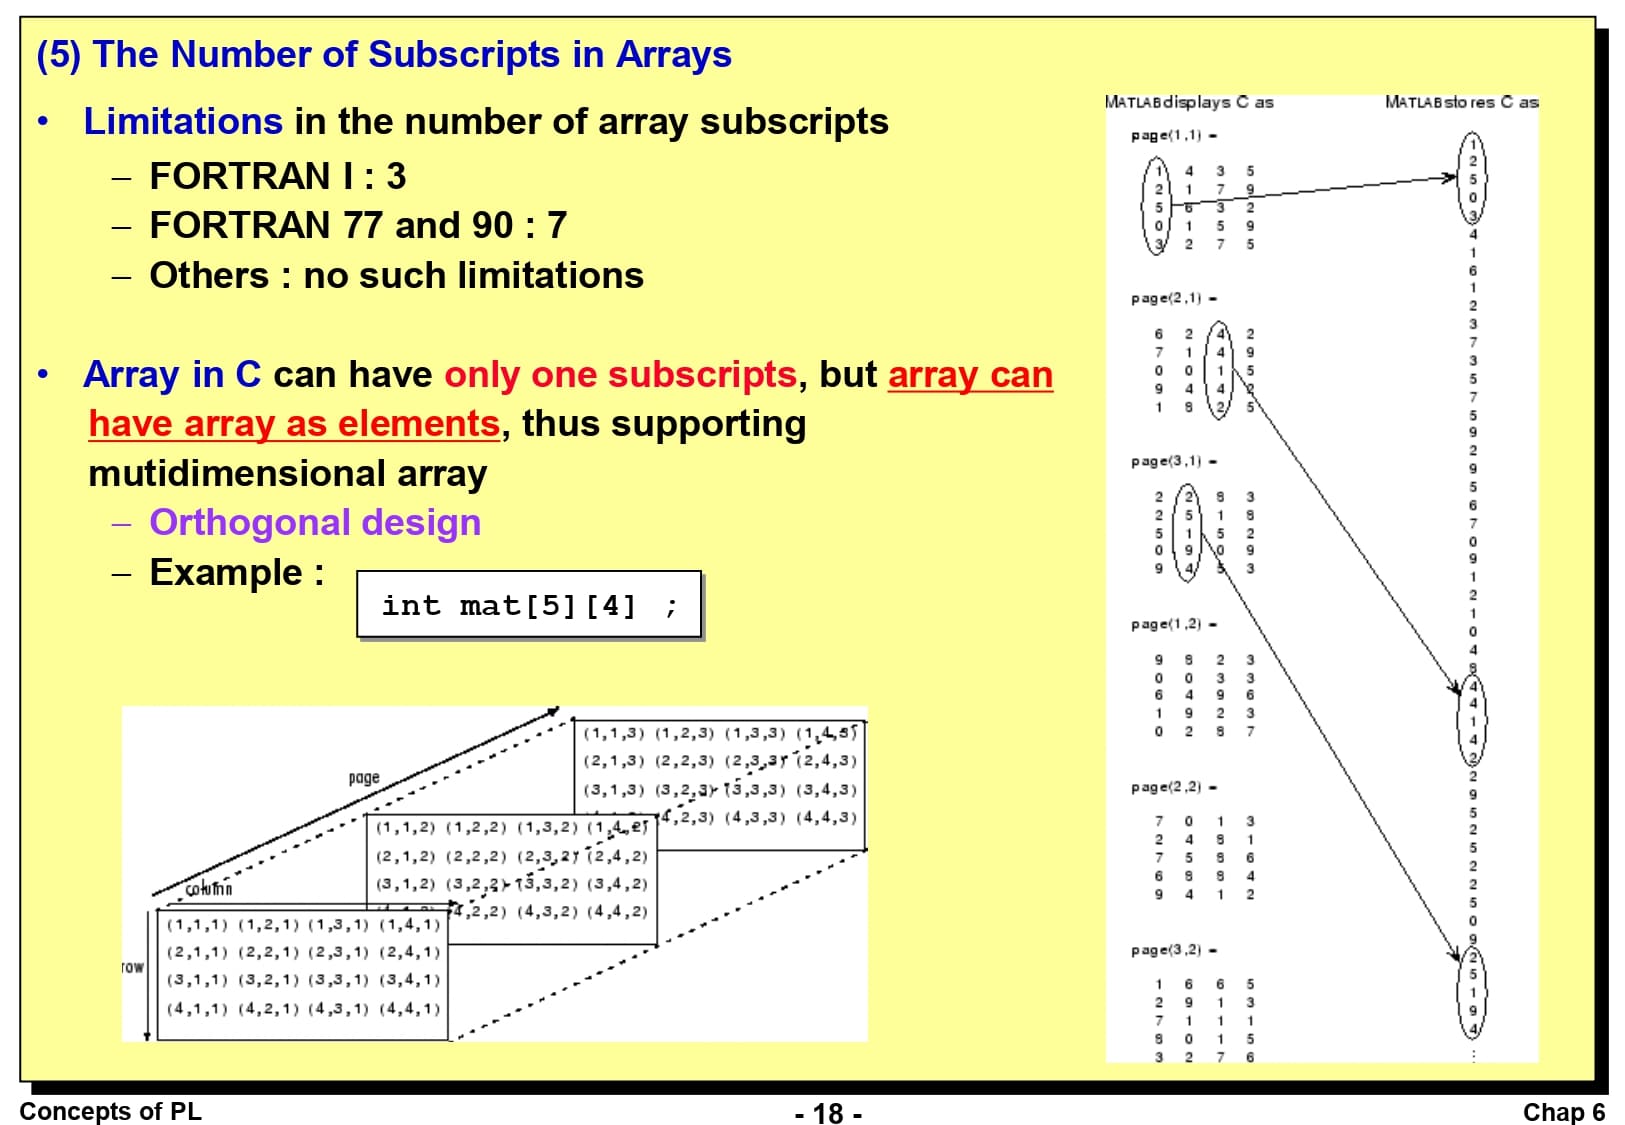 (5) The Number of Subscripts in Arrays
• Limitations in the number of array subscripts
– FORTRAN I : 3
– FORTRAN 77 and 90 : 7
– Others : no such limitations
• Array in C can have only one subscripts, but array can
have array as elements, thus supporting
mutidimensional array
– Orthogonal design
– Example :
int mat[5][4] ;
page
(1,1,3) (1,2,3) (1,3,3) (1,4,3)
(2,1,3) (2,2,3) (2,3,3) (2,4,3)
(3,1,3) (3,2,3) (3,3,3) (3,4,3)
4,2,3) (4,3,3) (4,4,3)
(1,1,2) (1,2,2) (1,3,2) (1,4,2)
(2,1,2) (2,2,2) (2,3,2) (2,4,2)
(3,1,2) (3,2,2) (3,3,2) (3,4,2)
4,2,2) (4,3,2) (4,4,2)
column
row
(1,1,1) (1,2,1) (1,3,1) (1,4,1)
(2,1,1) (2,2,1) (2,3,1) (2,4,1)
(3,1,1) (3,2,1) (3,3,1) (3,4,1)
(4,1,1) (4,2,1) (4,3,1) (4,4,1)
MATLAB displays C as
page(1,1) =
1 4 3 5
2 1 7 9
5 6 3 2
0 1 5 9
3 2 7 5
page(2,1) =
6 2 4 2
7 1 4 9
0 0 1 5
9 4 4 2
1 8 2 5
page(3,1) =
2 2 8 3
2 5 1 8
5 1 5 2
0 9 0 9
9 4 5 3
page(1,2) =
9 8 2 3
0 0 3 3
6 4 9 6
1 9 2 3
0 2 8 7
page(2,2) =
7 0 1 3
2 4 8 1
7 5 8 6
6 8 8 4
9 4 1 2
page(3,2) =
1 6 6 5
2 9 1 3
7 1 1 1
8 0 1 5
3 2 7 6
MATLAB stores C as
1
2
5
0
3
4
1
6
1
2
3
7
3
5
7
5
9
2
9
5
6
7
0
9
1
2
1
0
4
8
4
4
1
4
2
2
9
5
2
5
2
2
5
0
9
2
5
1
9
4
⋮
Concepts of PL
- 18 -
Chap 6